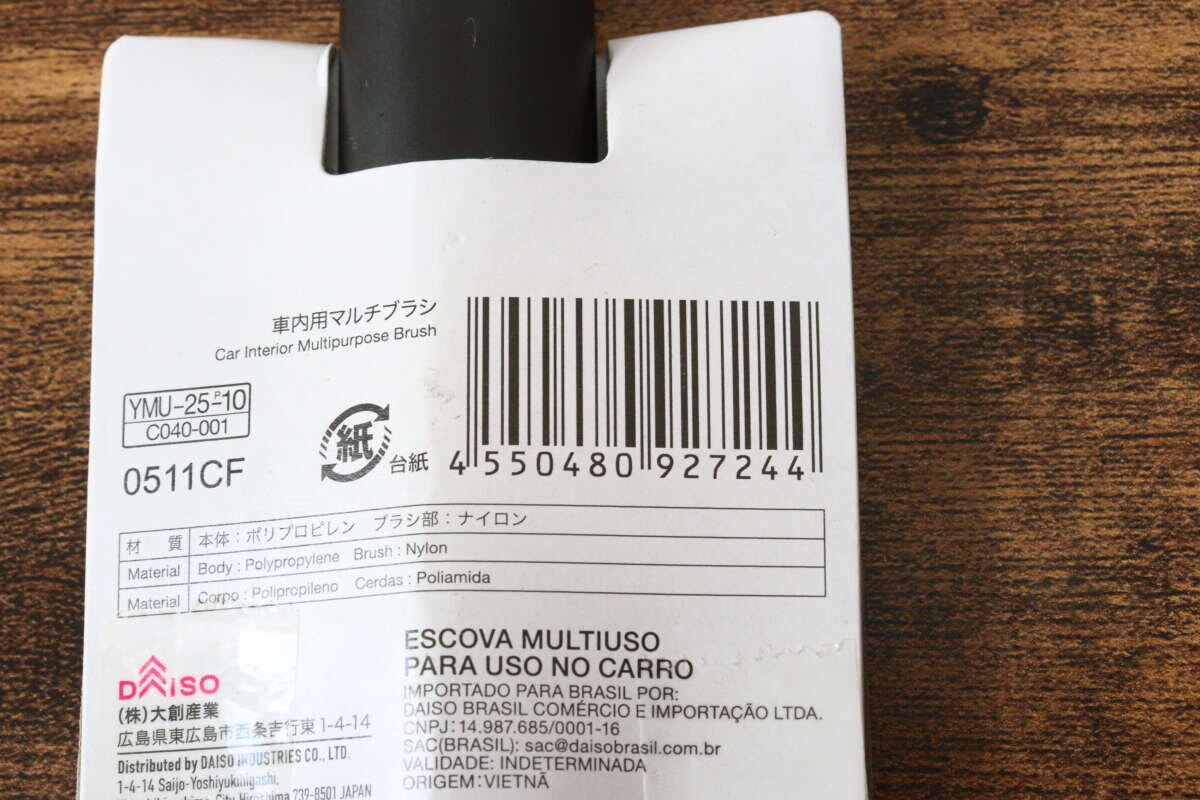 車内用マルチブラシ
Car Interior Multipurpose Brush
YMU-25-P-10
C040-001
0511CF
紙
台紙
4 550480 927244
材 質 本体：ポリプロピレン ブラシ部：ナイロン
Material Body : Polypropylene Brush : Nylon
Material Corpo : Polipropileno Cerdas : Poliamida
DAISO
(株)大創産業
広島県東広島市西条吉行東1-4-14
Distributed by DAISO INDUSTRIES CO., LTD.
1-4-14 Saijo-Yoshiyukihigashi,
City Hiroshima 739-8501 JAPAN
ESCOVA MULTIUSO
PARA USO NO CARRO
IMPORTADO PARA BRASIL POR:
DAISO BRASIL COMÉRCIO E IMPORTAÇÃO LTDA.
CNPJ: 14.987.685/0001-16
SAC(BRASIL): sac@daisobrasil.com.br
VALIDADE: INDETERMINADA
ORIGEM: VIETNÃ